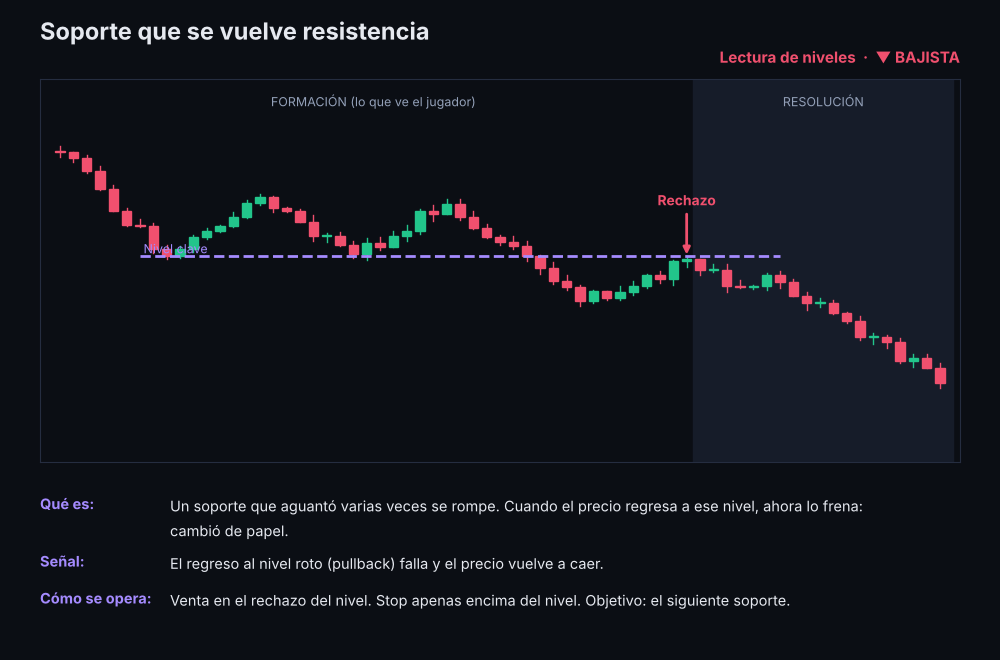 Soporte que se vuelve resistencia
Lectura de niveles · ▼ BAJISTA
FORMACIÓN (lo que ve el jugador)
RESOLUCIÓN
Rechazo
Nivel clave
Qué es:
Un soporte que aguantó varias veces se rompe. Cuando el precio regresa a ese nivel, ahora lo frena:
cambió de papel.
Señal:
El regreso al nivel roto (pullback) falla y el precio vuelve a caer.
Cómo se opera:
Venta en el rechazo del nivel. Stop apenas encima del nivel. Objetivo: el siguiente soporte.